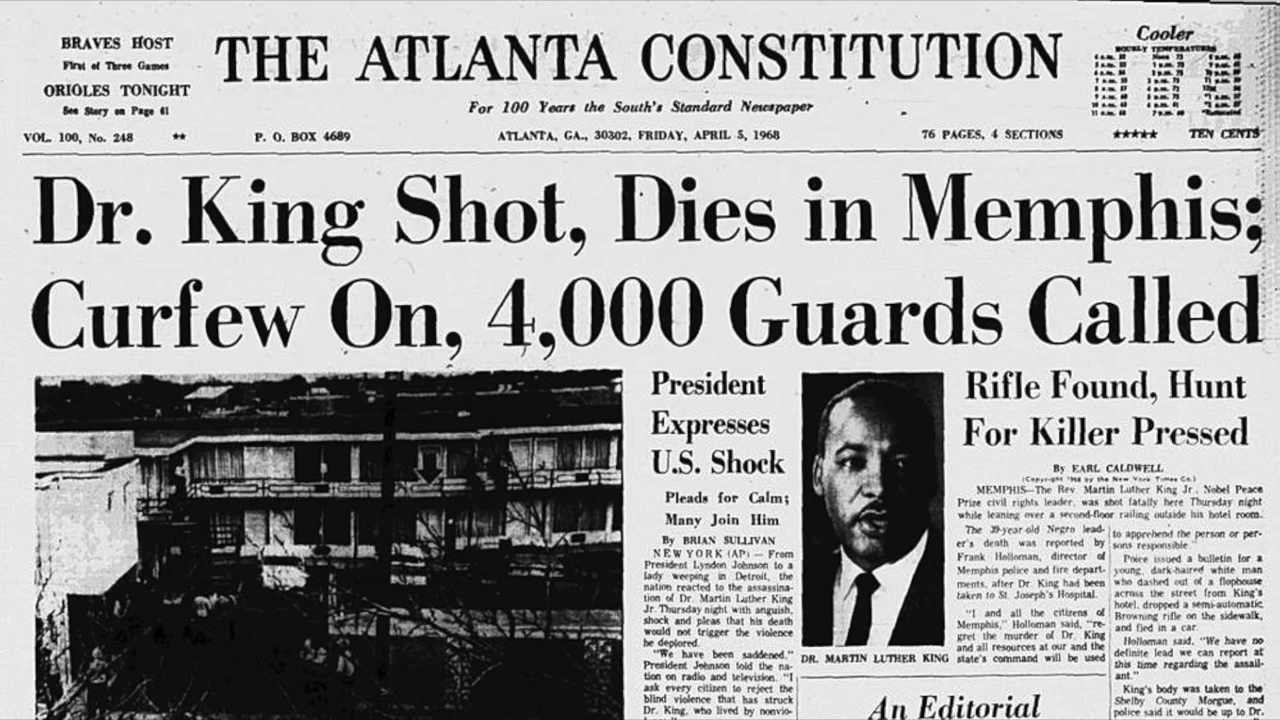 BRAVES HOST
First of Three Games
ORIOLES TONIGHT
See Story on Page 61
THE ATLANTA CONSTITUTION
For 100 Years the South's Standard Newspaper
Cooler
HOURLY TEMPERATURES
VOL. 100, No. 248 ** P. O. BOX 4689 ATLANTA, GA., 30302, FRIDAY, APRIL 5, 1968 76 PAGES, 4 SECTIONS ★★★★★ TEN CENTS
Dr. King Shot, Dies in Memphis;
Curfew On, 4,000 Guards Called
President
Expresses
U.S. Shock
Pleads for Calm;
Many Join Him
By BRIAN SULLIVAN
NEW YORK (AP) — From
President Lyndon Johnson to a
lady weeping in Detroit, the
nation reacted to the assassina-
tion of Dr. Martin Luther King
Jr. Thursday night with anguish,
shock and pleas that his death
would not trigger the violence
he deplored.
"We have been saddened,"
President Johnson told the na-
tion on radio and television. "I
ask every citizen to reject the
blind violence that has struck
Dr. King, who lived by nonvio-
DR. MARTIN LUTHER KING
An Editorial
Rifle Found, Hunt
For Killer Pressed
By EARL CALDWELL
(Copyright 1968 by the New York Times Co.)
MEMPHIS—The Rev. Martin Luther King Jr., Nobel Peace
Prize civil rights leader, was shot fatally here Thursday night
while leaning over a second-floor railing outside his hotel room.
The 39-year-old Negro lead-
er's death was reported by
Frank Holloman, director of
Memphis police and fire depart-
ments, after Dr. King had been
taken to St. Joseph's Hospital.
"I and all the citizens of
Memphis," Holloman said, "re-
gret the murder of Dr. King
and all resources at our and the
state's command will be used
to apprehend the person or per-
sons responsible."
Police issued a bulletin for a
young, dark-haired white man
who dashed out of a flophouse
across the street from King's
hotel, dropped a semi-automatic
Browning rifle on the sidewalk,
and fled in a car.
Holloman said, "We have no
definite lead we can report at
this time regarding the assail-
ant."
King's body was taken to the
Shelby County Morgue, and
police said it would be up to Dr.